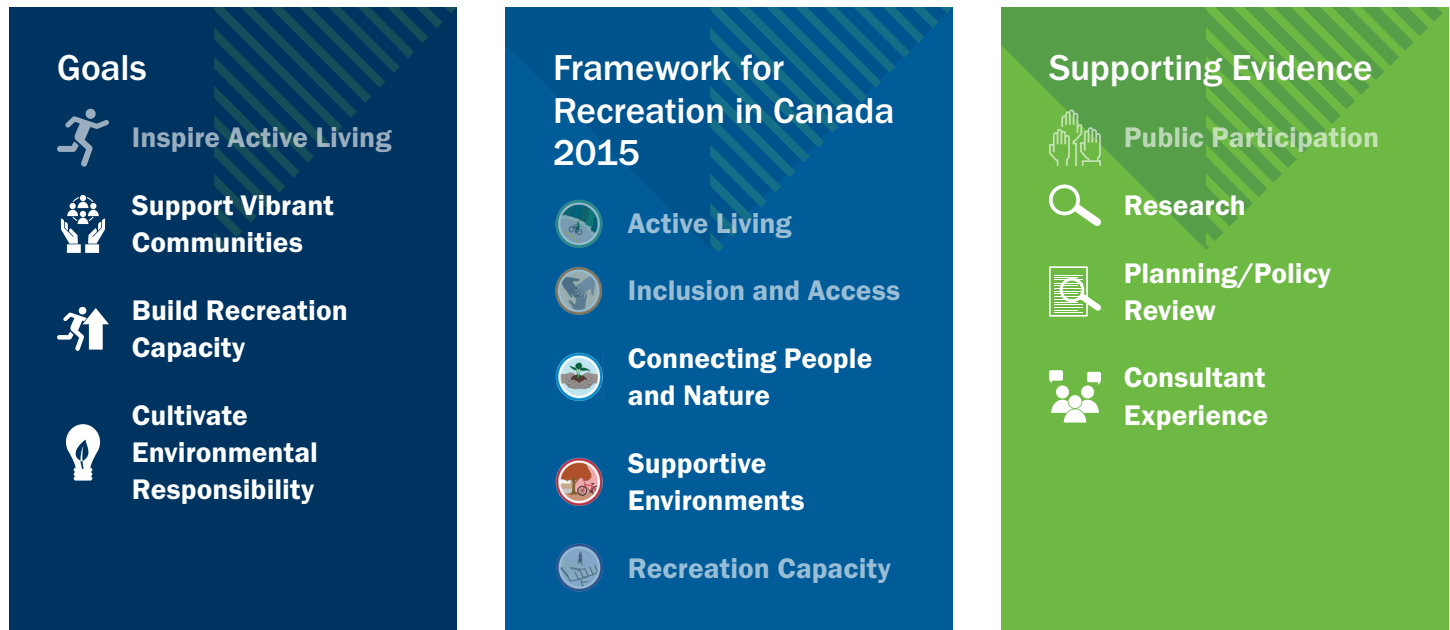 Goals
Inspire Active Living
Support Vibrant
Communities
Build Recreation
Capacity
Cultivate
Environmental
Responsibility
Framework for
Recreation in Canada
2015
Active Living
Inclusion and Access
Connecting People
and Nature
Supportive
Environments
Recreation Capacity
Supporting Evidence
Public Participation
Research
Planning/Policy
Review
Consultant
Experience